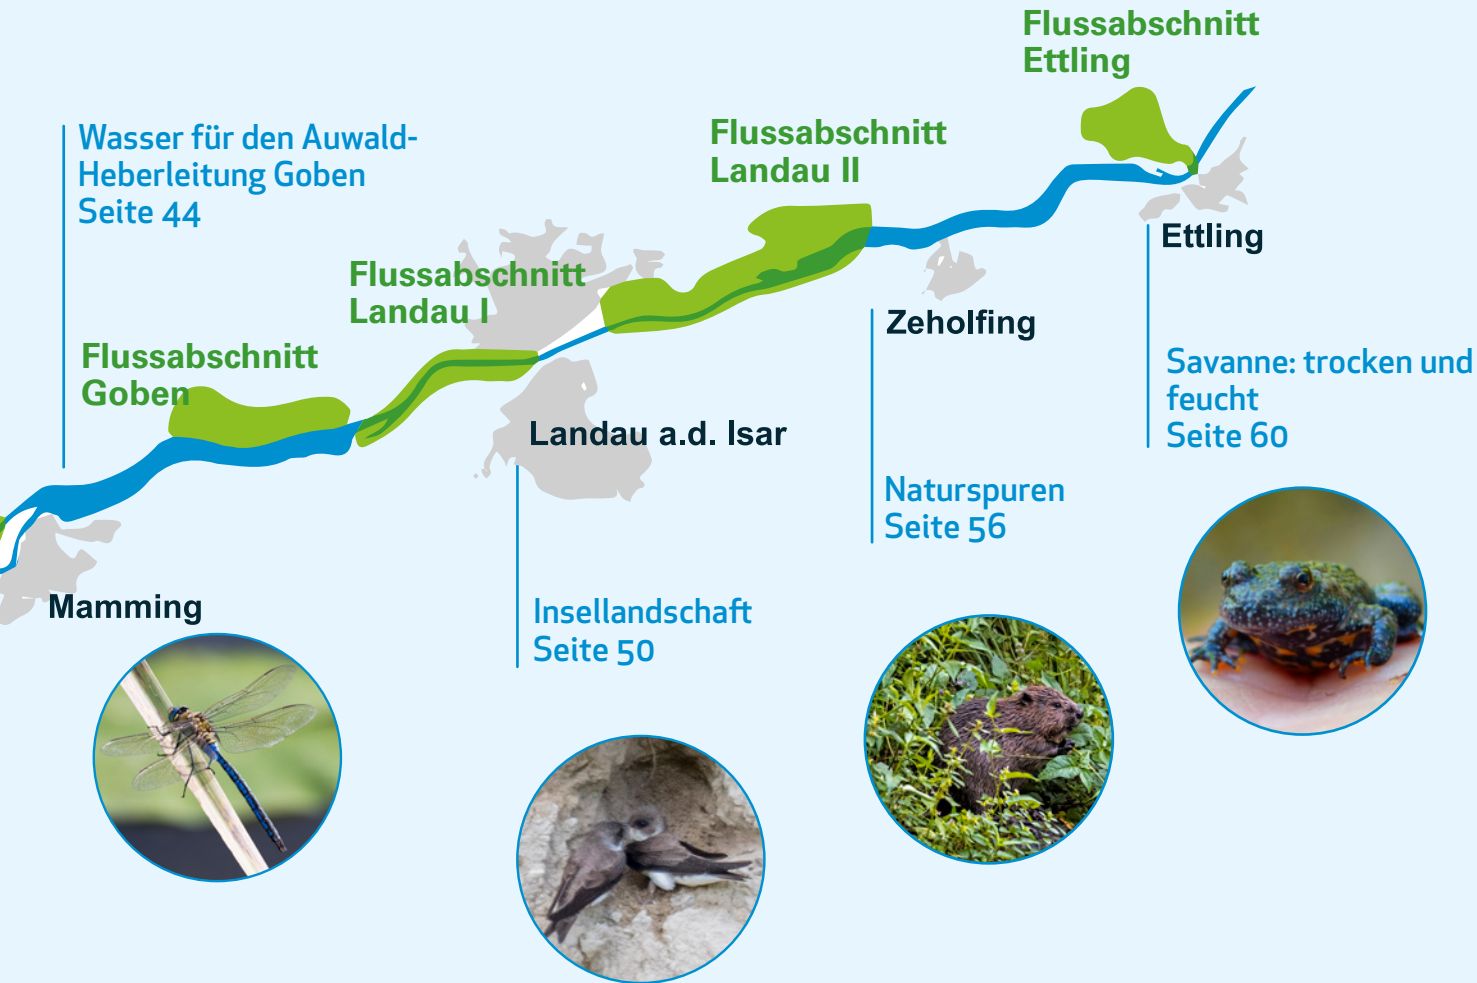 Flussabschnitt
Ettling
Wasser für den Auwald-
Heberleitung Goben
Seite 44
Flussabschnitt
Landau II
Ettling
Flussabschnitt
Landau I
Zeholfing
Flussabschnitt
Goben
Savanne: trocken und
feucht
Seite 60
Landau a.d. Isar
Naturspuren
Seite 56
Mamming
Insellandschaft
Seite 50